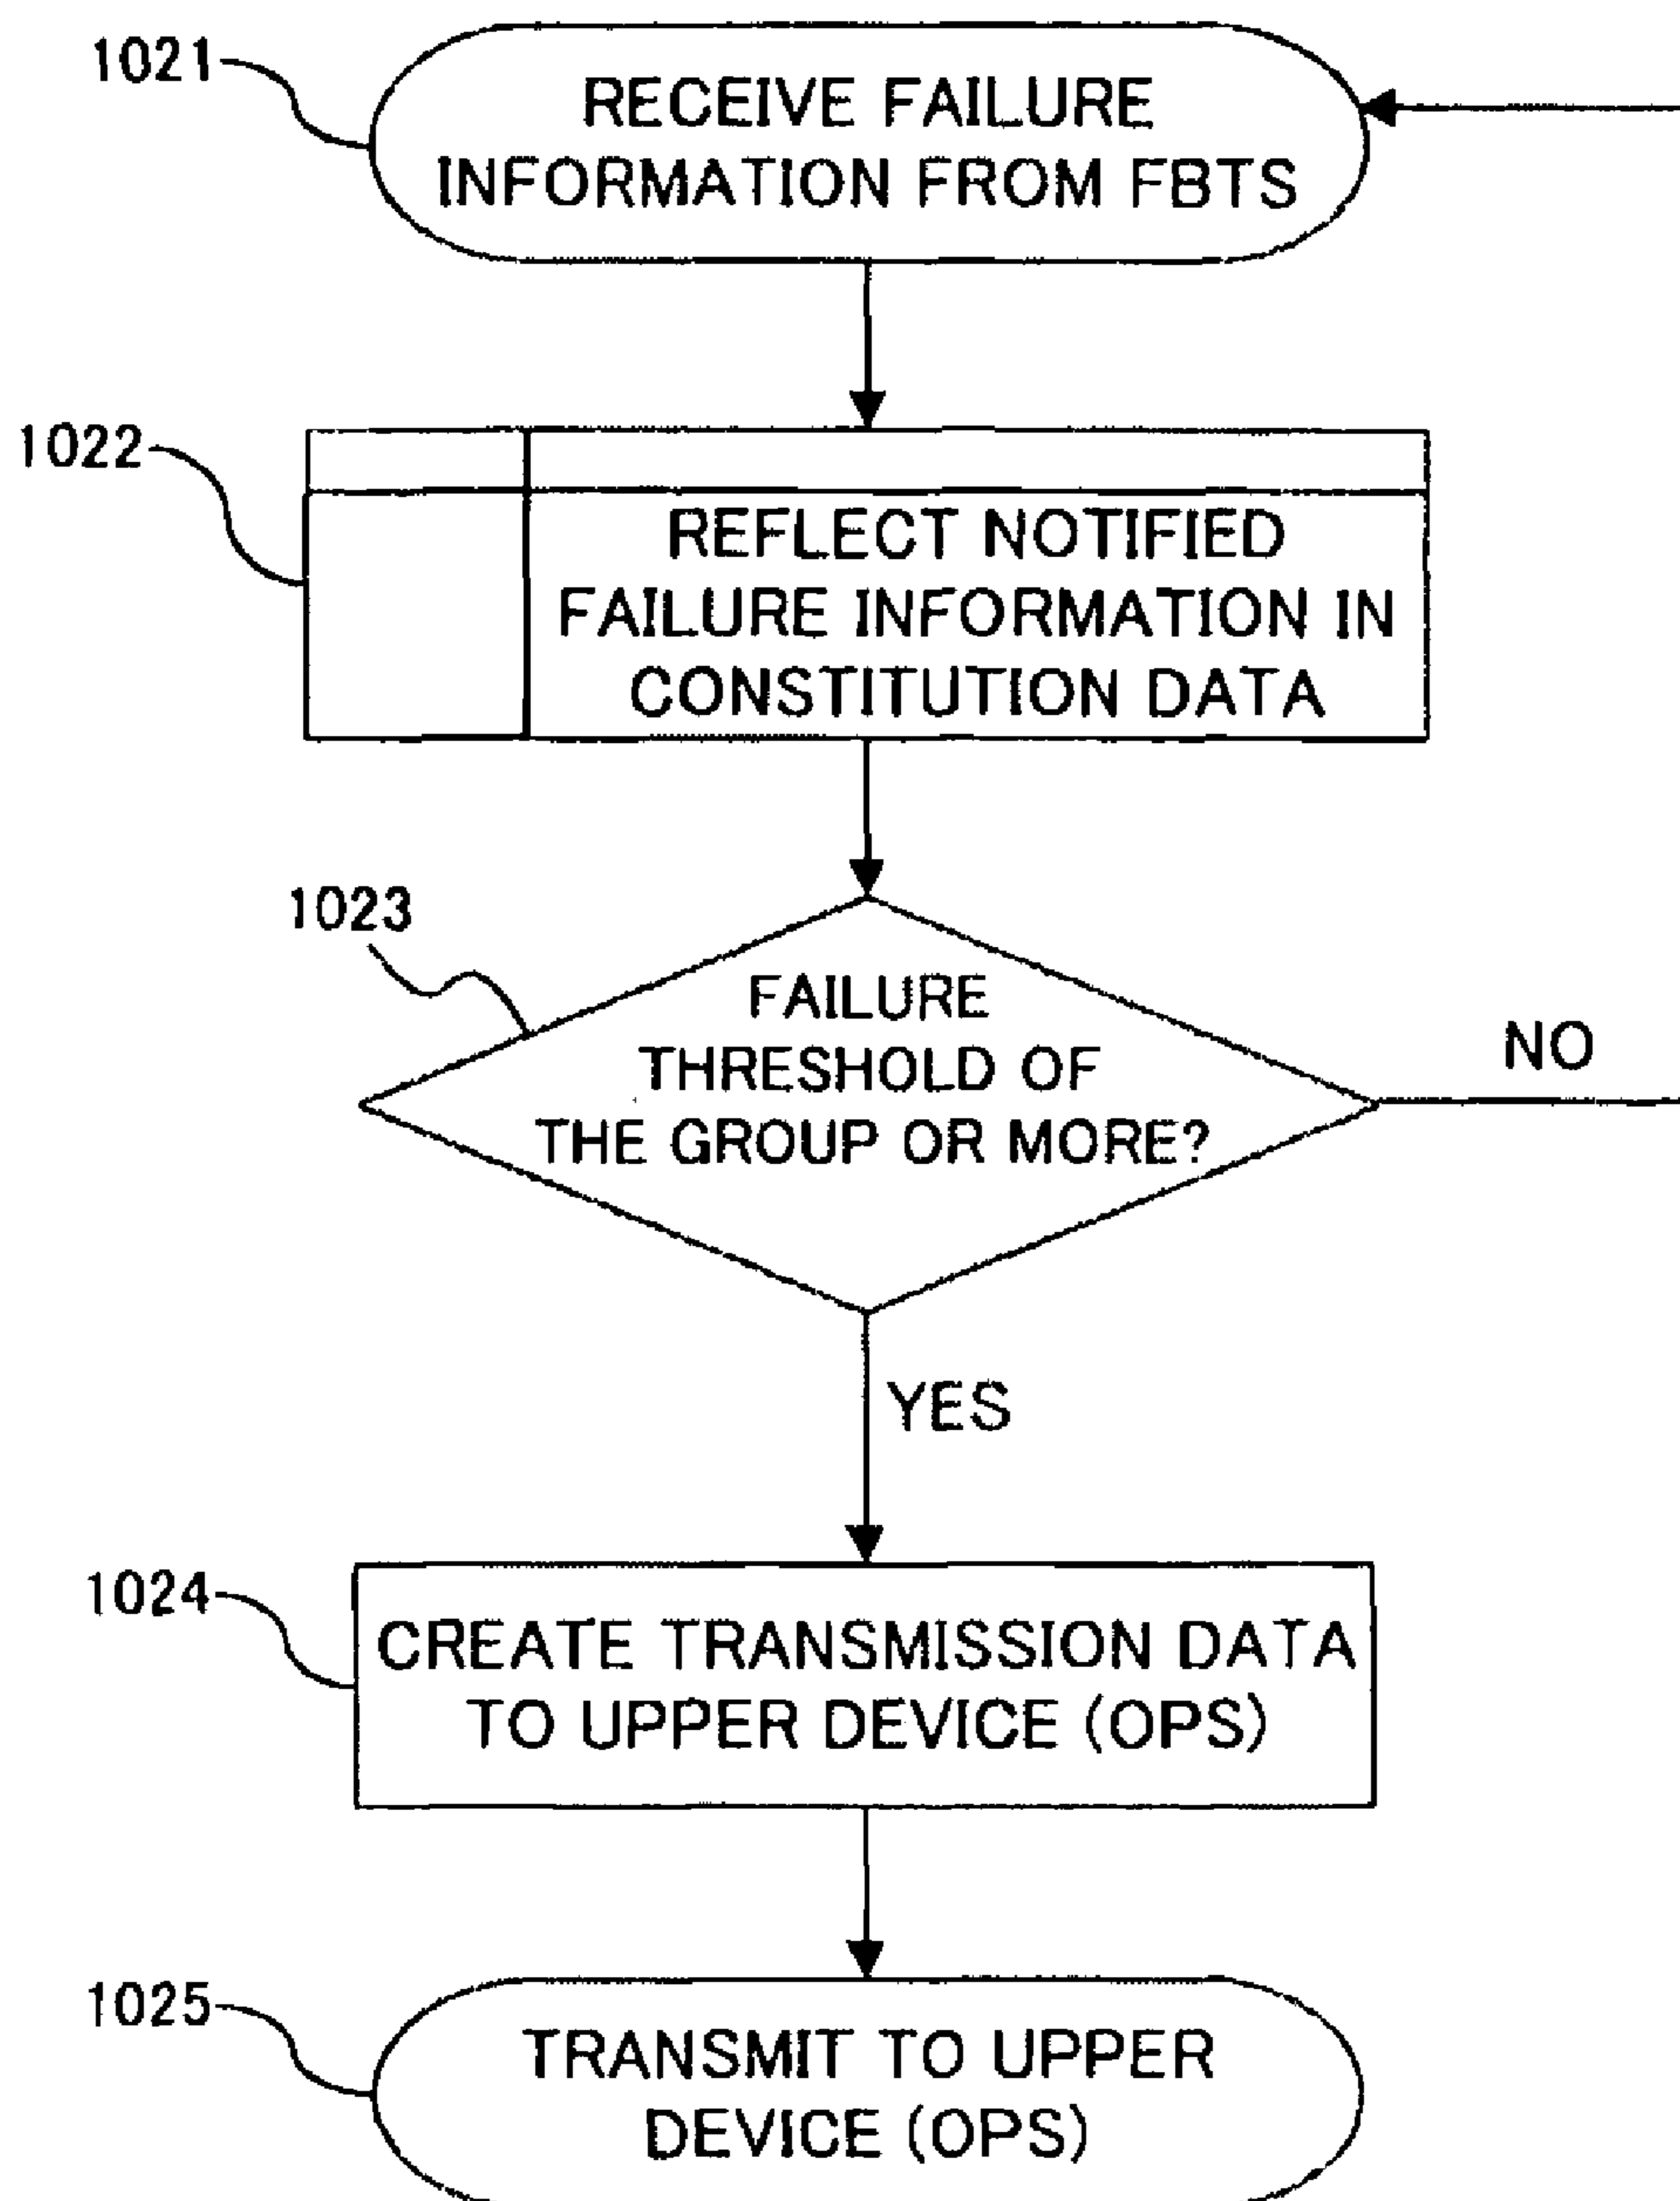 1021
RECEIVE FAILURE
INFORMATION FROM FBTS
1022
REFLECT NOTIFIED
FAILURE INFORMATION IN
CONSTITUTION DATA
1023
FAILURE
THRESHOLD OF
THE GROUP OR MORE?
NO
YES
1024
CREATE TRANSMISSION DATA
TO UPPER DEVICE (OPS)
1025
TRANSMIT TO UPPER
DEVICE (OPS)